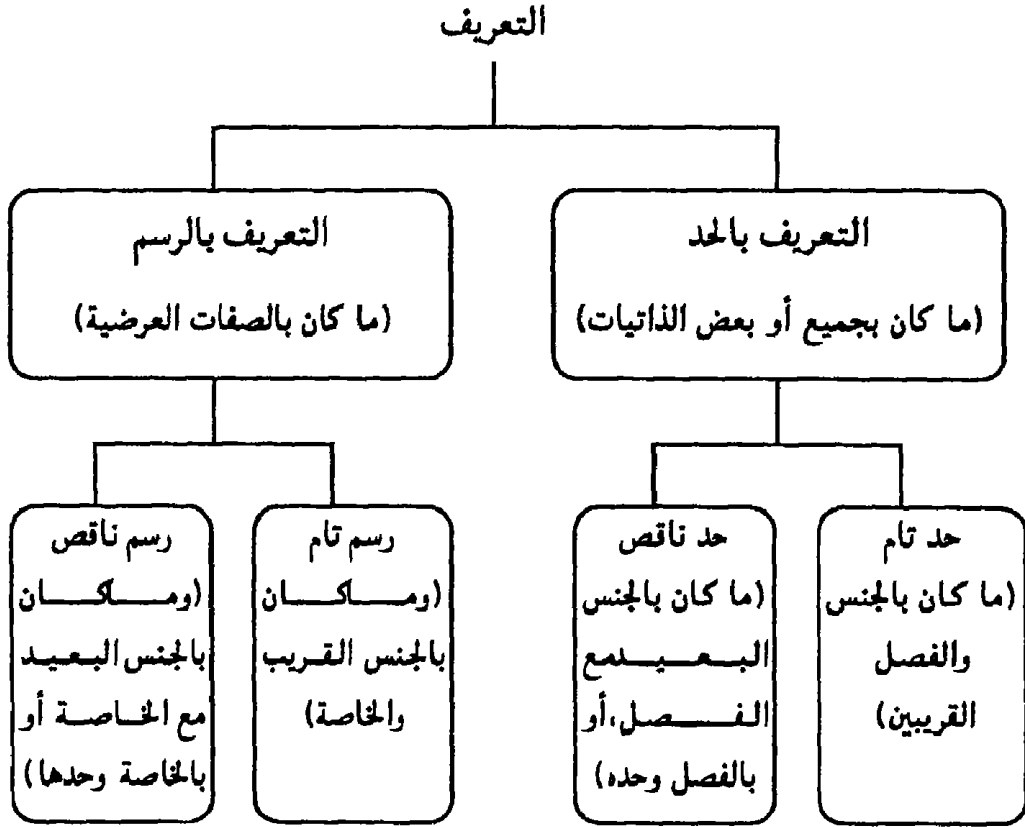 التعريف
التعريف بالحد
(ما كان بجميع أو بعض الذاتيات)
التعريف بالرسم
(ما كان بالصفات العرضية)
حد تام
(ما كان بالجنس
والفصل
القريبين)
حد ناقص
(ما كان بالجنس
البعيد مع
الفصل، أو
بالفصل وحده)
رسم تام
(وما كان
بالجنس القريب
والخاصة)
رسم ناقص
(وما كان
بالجنس البعيد
مع الخاصة أو
بالخاصة وحدها)